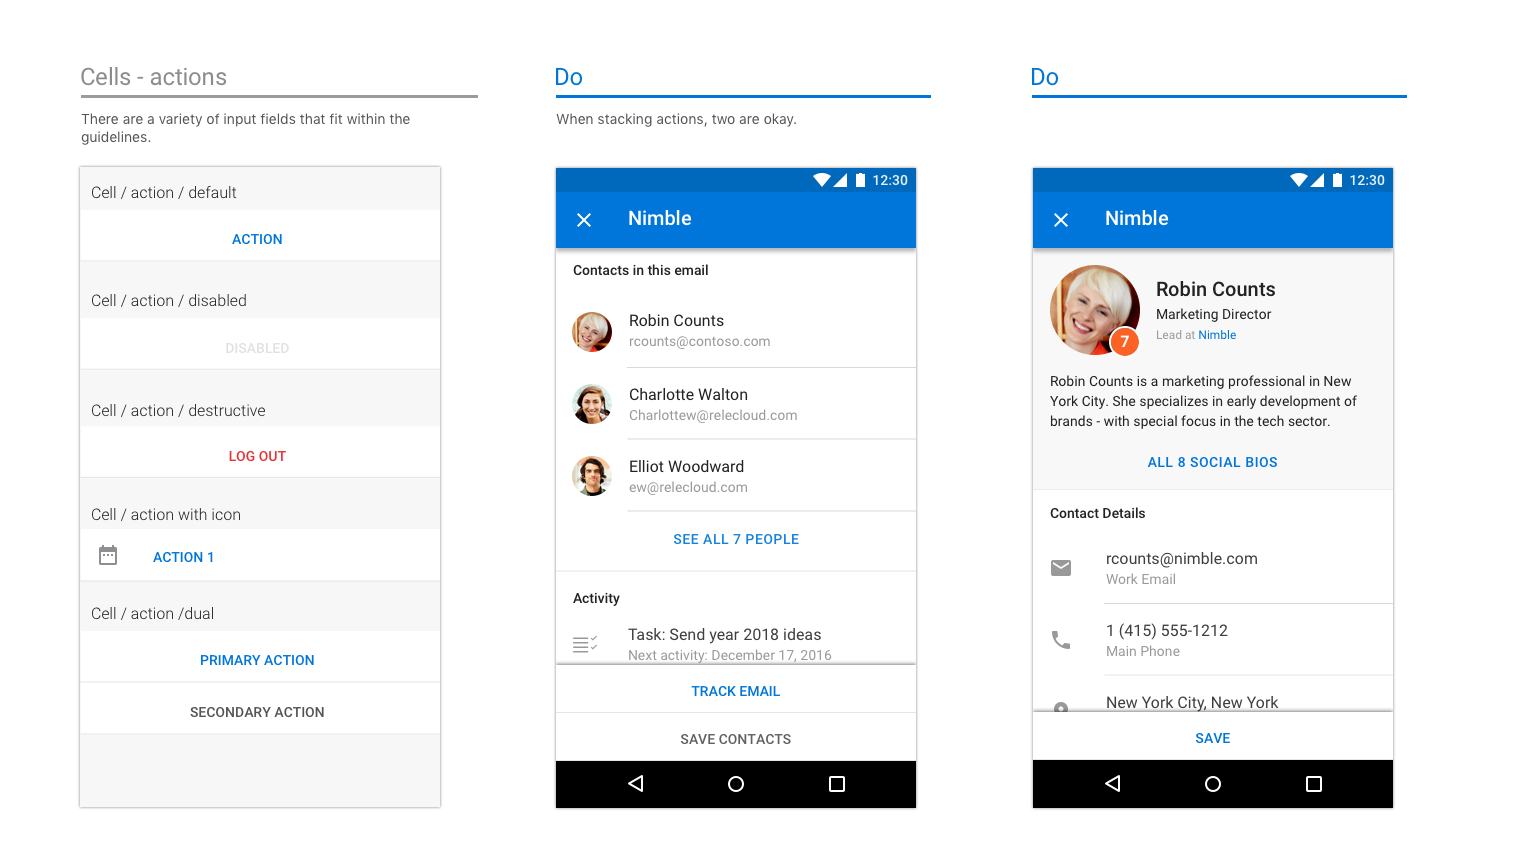 Cells - actions
There are a variety of input fields that fit within the
guidelines.
Cell / action / default
ACTION
Cell / action / disabled
DISABLED
Cell / action / destructive
LOG OUT
Cell / action with icon
ACTION 1
Cell / action /dual
PRIMARY ACTION
SECONDARY ACTION
Do
When stacking actions, two are okay.
12:30
Nimble
Contacts in this email
Robin Counts
rcounts@contoso.com
Charlotte Walton
Charlottew@relecloud.com
Elliot Woodward
ew@relecloud.com
SEE ALL 7 PEOPLE
Activity
Task: Send year 2018 ideas
Next activity: December 17, 2016
TRACK EMAIL
SAVE CONTACTS
Do
12:30
Nimble
Robin Counts
Marketing Director
Lead at Nimble
7
Robin Counts is a marketing professional in New
York City. She specializes in early development of
brands - with special focus in the tech sector.
ALL 8 SOCIAL BIOS
Contact Details
rcounts@nimble.com
Work Email
1 (415) 555-1212
Main Phone
New York City, New York
SAVE